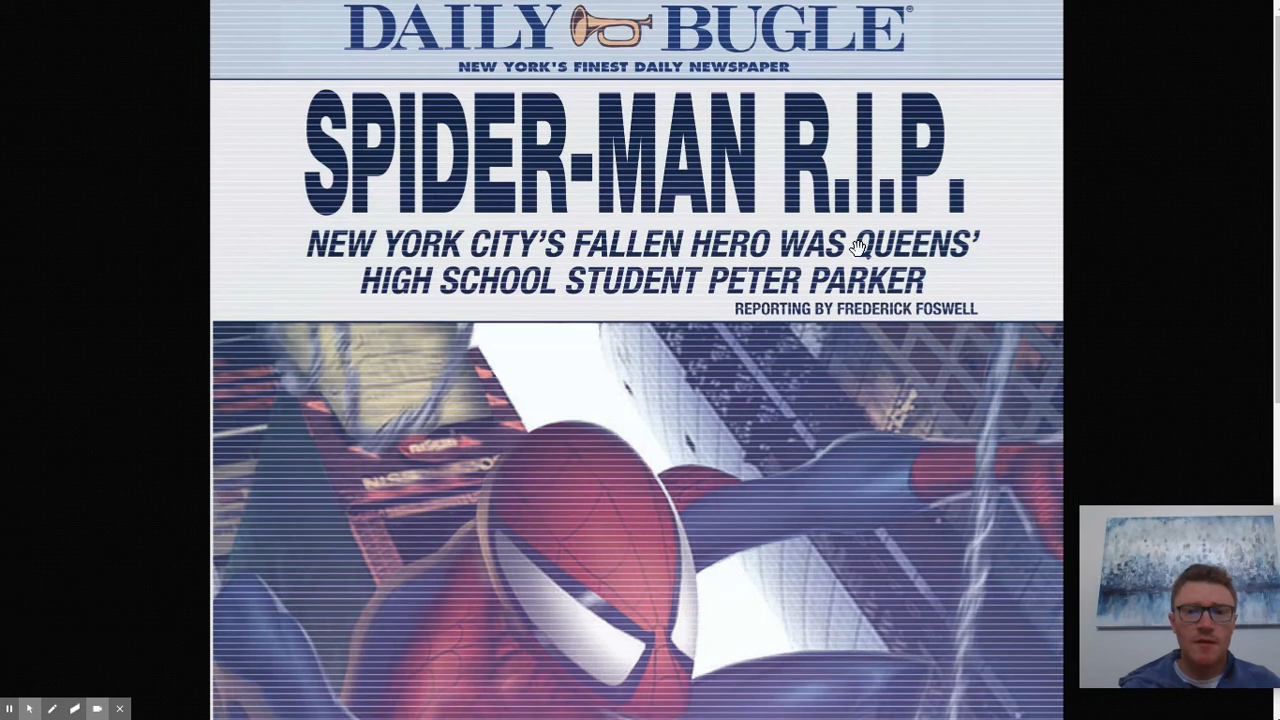 DAILY BUGLE®
NEW YORK'S FINEST DAILY NEWSPAPER
SPIDER-MAN R.I.P.
NEW YORK CITY'S FALLEN HERO WAS QUEENS'
HIGH SCHOOL STUDENT PETER PARKER
REPORTING BY FREDERICK FOSWELL